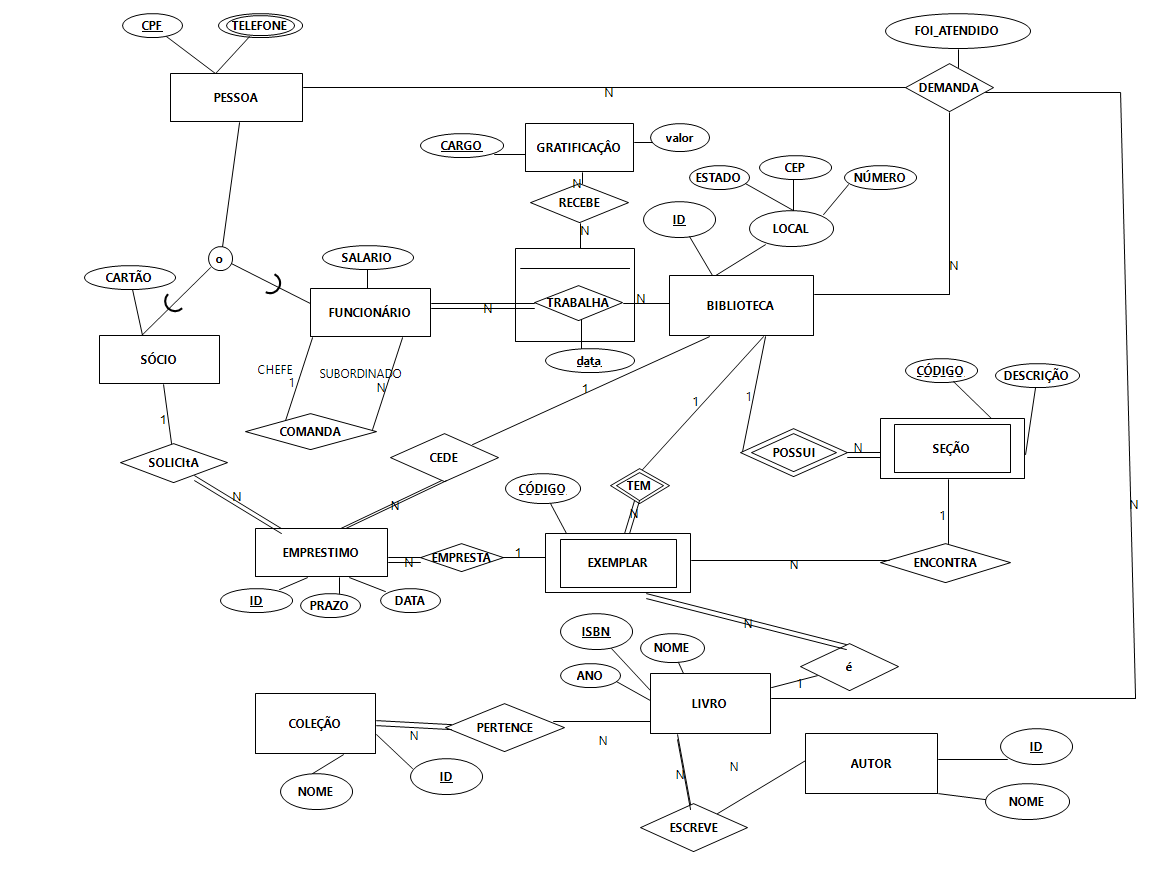 CPF
TELEFONE
FOI_ATENDIDO
PESSOA
N
DEMANDA
CARGO
GRATIFICAÇÂO
valor
N
RECEBE
N
ESTADO
CEP
NÚMERO
ID
LOCAL
o
CARTÃO
SALARIO
N
FUNCIONÁRIO
N
TRABALHA
N
BIBLIOTECA
SÓCIO
data
CHEFE
1
SUBORDINADO
N
1
1
1
CÓDIGO
DESCRIÇÃO
1
COMANDA
SOLICItA
CEDE
POSSUI
N
SEÇÃO
N
N
CÓDIGO
TEM
N
1
N
EMPRESTIMO
N
EMPRESTA
1
EXEMPLAR
N
ENCONTRA
ID
PRAZO
DATA
ISBN
NOME
N
é
ANO
1
LIVRO
COLEÇÃO
N
PERTENCE
N
NOME
ID
N
N
AUTOR
ID
NOME
ESCREVE